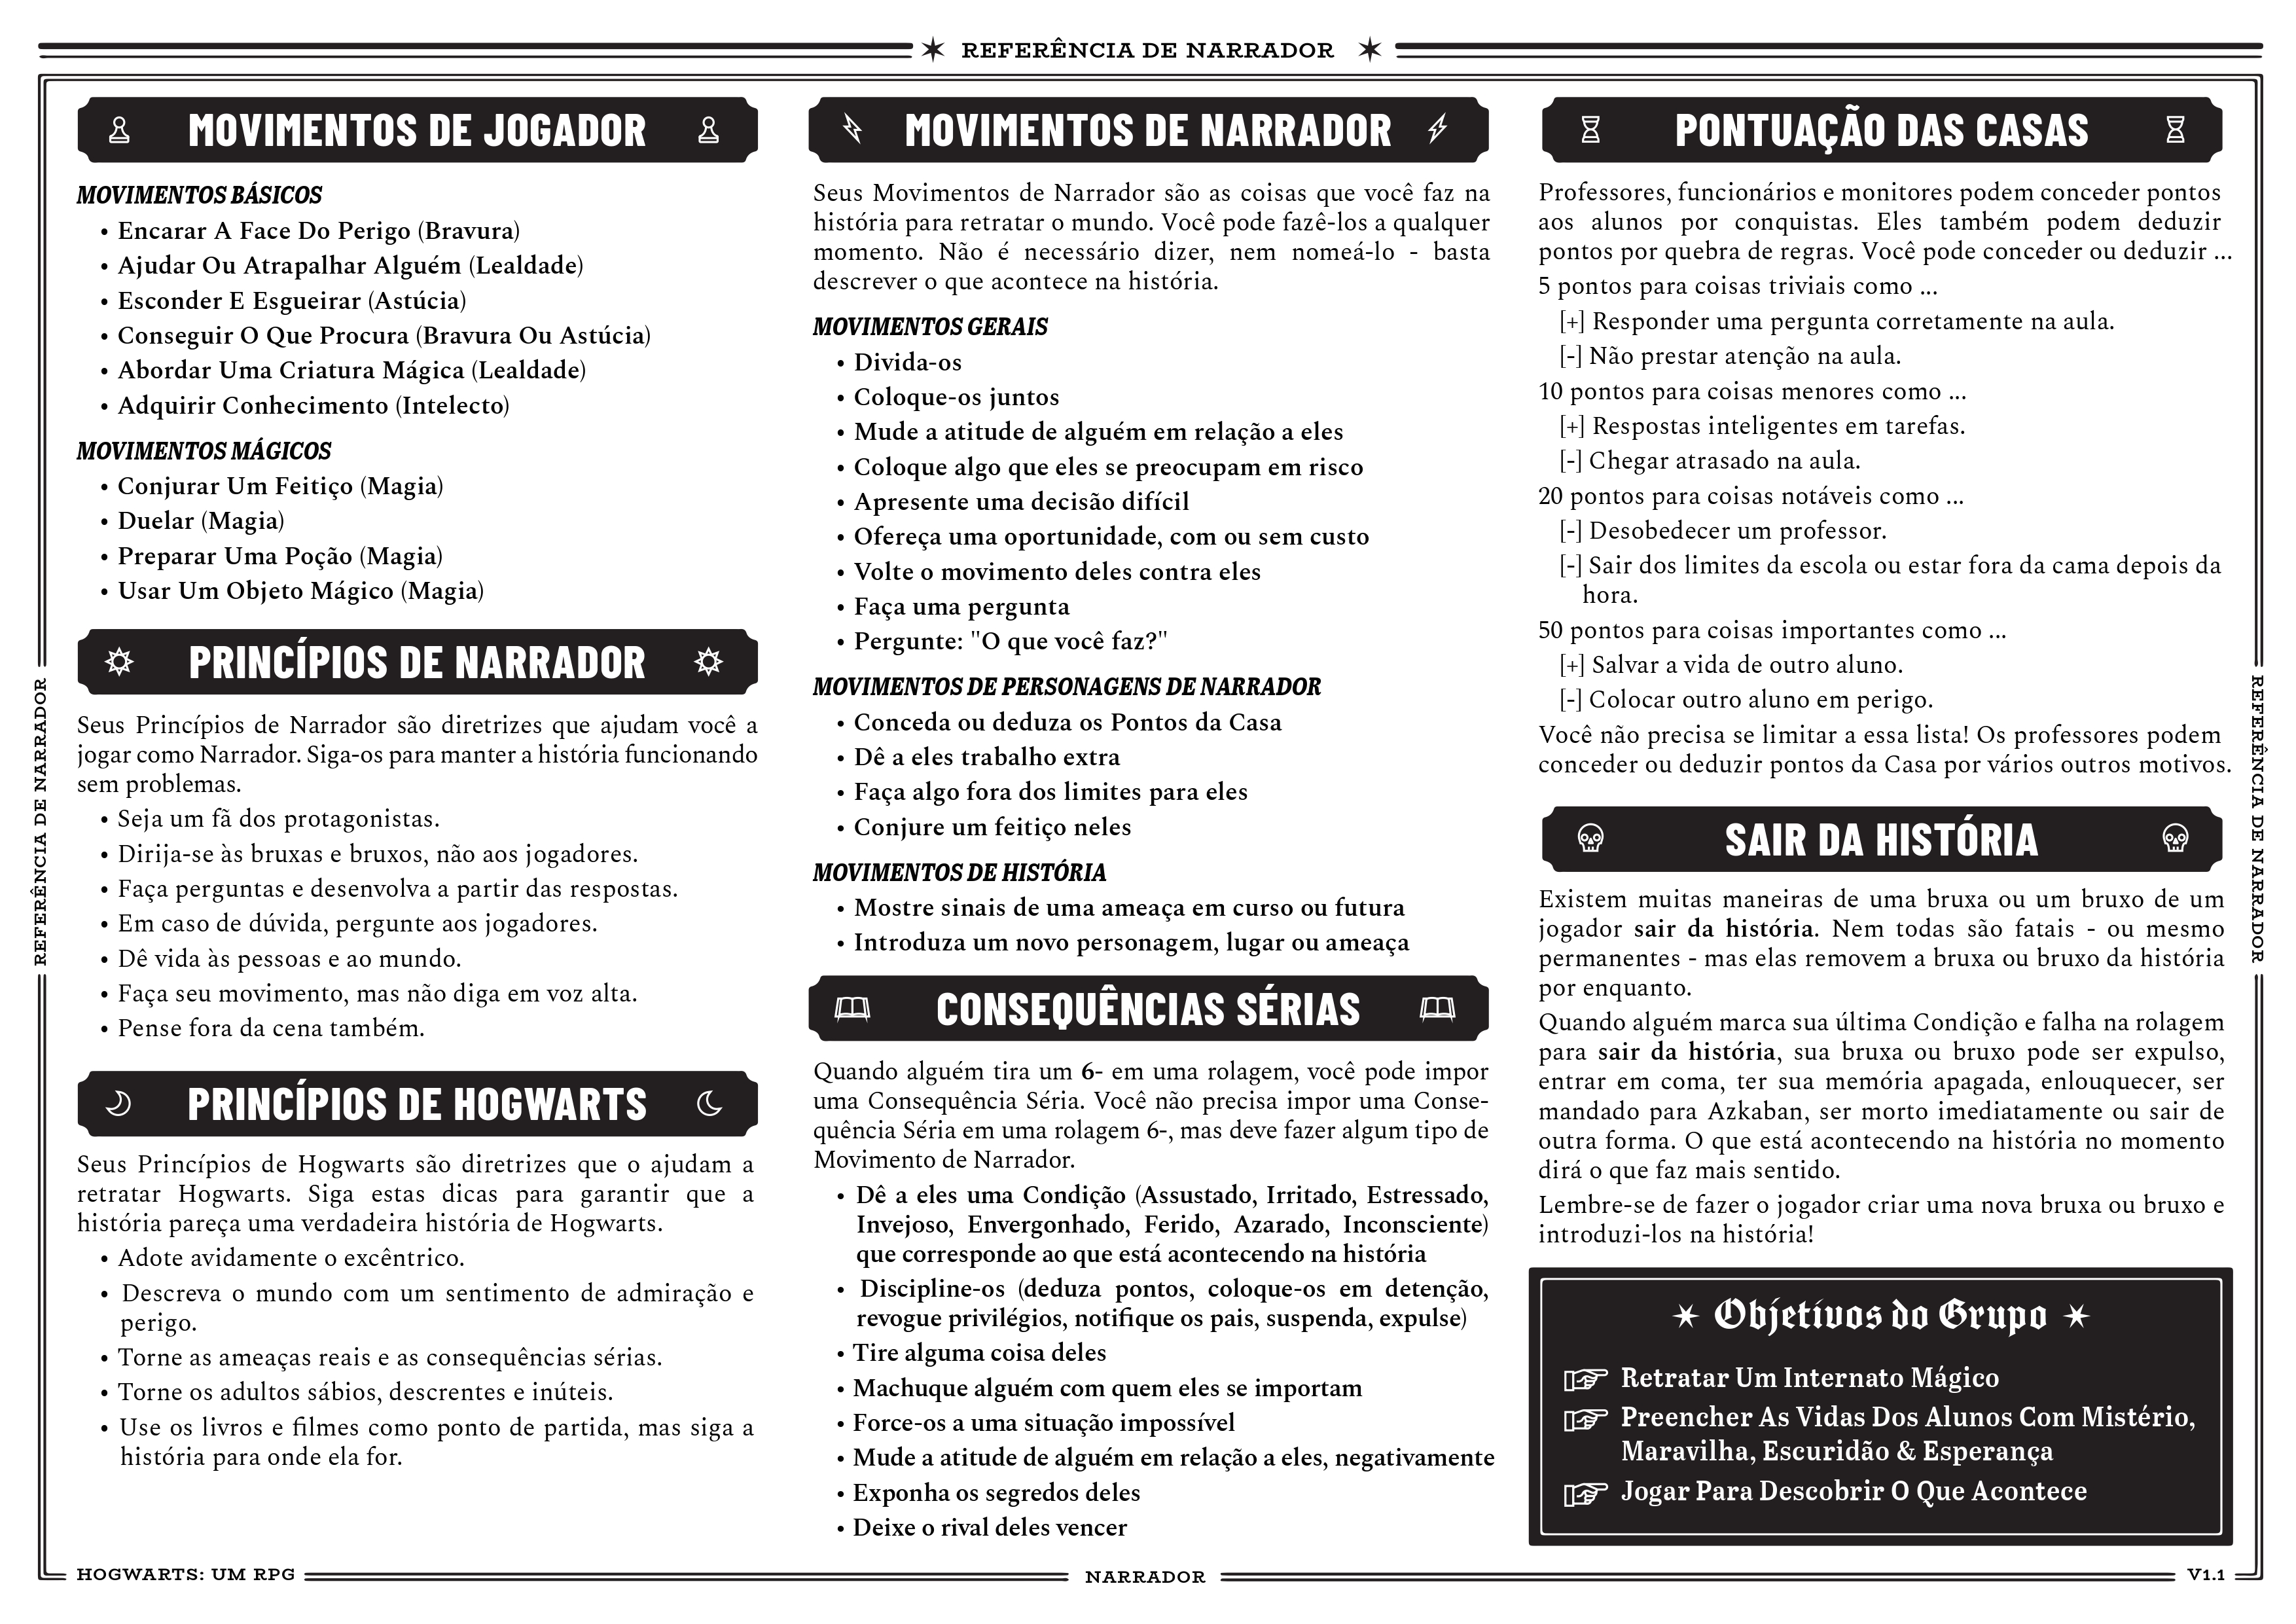 REFERÊNCIA DE NARRADOR
MOVIMENTOS DE JOGADOR
MOVIMENTOS BÁSICOS
• Encarar A Face Do Perigo (Bravura)
• Ajudar Ou Atrapalhar Alguém (Lealdade)
• Esconder E Esgueirar (Astúcia)
• Conseguir O Que Procura (Bravura Ou Astúcia)
• Abordar Uma Criatura Mágica (Lealdade)
• Adquirir Conhecimento (Intelecto)
MOVIMENTOS MÁGICOS
• Conjurar Um Feitiço (Magia)
• Duelar (Magia)
• Preparar Uma Poção (Magia)
• Usar Um Objeto Mágico (Magia)
PRINCÍPIOS DE NARRADOR
Seus Princípios de Narrador são diretrizes que ajudam você a
jogar como Narrador. Siga-os para manter a história funcionando
sem problemas.
• Seja um fã dos protagonistas.
• Dirija-se às bruxas e bruxos, não aos jogadores.
• Faça perguntas e desenvolva a partir das respostas.
• Em caso de dúvida, pergunte aos jogadores.
• Dê vida às pessoas e ao mundo.
• Faça seu movimento, mas não diga em voz alta.
• Pense fora da cena também.
PRINCÍPIOS DE HOGWARTS
Seus Princípios de Hogwarts são diretrizes que o ajudam a
retratar Hogwarts. Siga estas dicas para garantir que a
história pareça uma verdadeira história de Hogwarts.
• Adote avidamente o excêntrico.
• Descreva o mundo com um sentimento de admiração e
perigo.
• Torne as ameaças reais e as consequências sérias.
• Torne os adultos sábios, descrentes e inúteis.
• Use os livros e filmes como ponto de partida, mas siga a
história para onde ela for.
MOVIMENTOS DE NARRADOR
Seus Movimentos de Narrador são as coisas que você faz na
história para retratar o mundo. Você pode fazê-los a qualquer
momento. Não é necessário dizer, nem nomeá-lo - basta
descrever o que acontece na história.
MOVIMENTOS GERAIS
• Divida-os
• Coloque-os juntos
• Mude a atitude de alguém em relação a eles
• Coloque algo que eles se preocupam em risco
• Apresente uma decisão difícil
• Ofereça uma oportunidade, com ou sem custo
• Volte o movimento deles contra eles
• Faça uma pergunta
• Pergunte: "O que você faz?"
MOVIMENTOS DE PERSONAGENS DE NARRADOR
• Conceda ou deduza os Pontos da Casa
• Dê a eles trabalho extra
• Faça algo fora dos limites para eles
• Conjure um feitiço neles
MOVIMENTOS DE HISTÓRIA
• Mostre sinais de uma ameaça em curso ou futura
• Introduza um novo personagem, lugar ou ameaça
CONSEQUÊNCIAS SÉRIAS
Quando alguém tira um 6- em uma rolagem, você pode impor
uma Consequência Séria. Você não precisa impor uma Conse-
quência Séria em uma rolagem 6-, mas deve fazer algum tipo de
Movimento de Narrador.
• Dê a eles uma Condição (Assustado, Irritado, Estressado,
Invejoso, Envergonhado, Ferido, Azarado, Inconsciente)
que corresponde ao que está acontecendo na história
• Discipline-os (deduza pontos, coloque-os em detenção,
revogue privilégios, notifique os pais, suspenda, expulse)
• Tire alguma coisa deles
• Machuque alguém com quem eles se importam
• Force-os a uma situação impossível
• Mude a atitude de alguém em relação a eles, negativamente
• Exponha os segredos deles
• Deixe o rival deles vencer
PONTUAÇÃO DAS CASAS
Professores, funcionários e monitores podem conceder pontos
aos alunos por conquistas. Eles também podem deduzir
pontos por quebra de regras. Você pode conceder ou deduzir ...
5 pontos para coisas triviais como ...
[+] Responder uma pergunta corretamente na aula.
[-] Não prestar atenção na aula.
10 pontos para coisas menores como ...
[+] Respostas inteligentes em tarefas.
[-] Chegar atrasado na aula.
20 pontos para coisas notáveis como ...
[-] Desobedecer um professor.
[-] Sair dos limites da escola ou estar fora da cama depois da
hora.
50 pontos para coisas importantes como ...
[+] Salvar a vida de outro aluno.
[-] Colocar outro aluno em perigo.
Você não precisa se limitar a essa lista! Os professores podem
conceder ou deduzir pontos da Casa por vários outros motivos.
SAIR DA HISTÓRIA
Existem muitas maneiras de uma bruxa ou um bruxo de um
jogador sair da história. Nem todas são fatais - ou mesmo
permanentes - mas elas removem a bruxa ou bruxo da história
por enquanto.
Quando alguém marca sua última Condição e falha na rolagem
para sair da história, sua bruxa ou bruxo pode ser expulso,
entrar em coma, ter sua memória apagada, enlouquecer, ser
mandado para Azkaban, ser morto imediatamente ou sair de
outra forma. O que está acontecendo na história no momento
dirá o que faz mais sentido.
Lembre-se de fazer o jogador criar uma nova bruxa ou bruxo e
introduzi-los na história!
Objetivos do Grupo
Retratar Um Internato Mágico
Preencher As Vidas Dos Alunos Com Mistério,
Maravilha, Escuridão & Esperança
Jogar Para Descobrir O Que Acontece
REFERÊNCIA DE NARRADOR
REFERÊNCIA DE NARRADOR
HOGWARTS: UM RPG
NARRADOR
V1.1